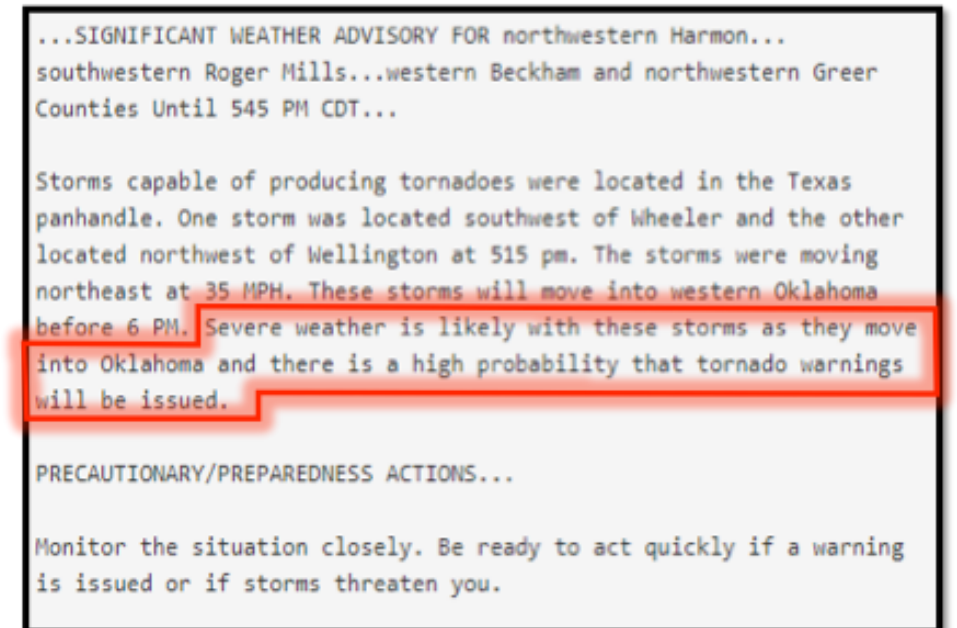 ...SIGNIFICANT WEATHER ADVISORY FOR northwestern Harmon...
southwestern Roger Mills...western Beckham and northwestern Greer
Counties Until 545 PM CDT...
Storms capable of producing tornadoes were located in the Texas
panhandle. One storm was located southwest of Wheeler and the other
located northwest of Wellington at 515 pm. The storms were moving
northeast at 35 MPH. These storms will move into western Oklahoma
before 6 PM. Severe weather is likely with these storms as they move
into Oklahoma and there is a high probability that tornado warnings
will be issued.
PRECAUTIONARY/PREPAREDNESS ACTIONS...
Monitor the situation closely. Be ready to act quickly if a warning
is issued or if storms threaten you.